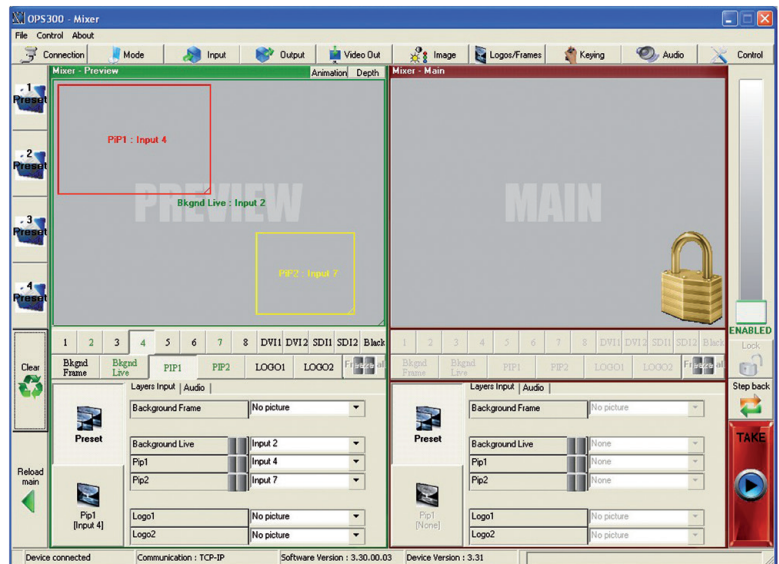 OPS300 - Mixer
File Control About
Connection Mode Input Output Video Out Image Logos/Frames Keying Audio Control
Mixer - Preview Animation Depth Mixer - Main
1
Preset
2
Preset
3
Preset
4
Preset
PiP1 : Input 4
PREVIEW
Bkgnd Live : Input 2
PiP2 : Input 7
MAIN
ENABLED
1 2 3 4 5 6 7 8 DVI1 DVI2 SDI1 SDI2 Black
Bkgnd Frame Bkgnd Live PIP1 PIP2 LOGO1 LOGO2
1 2 3 4 5 6 7 8 DVI1 DVI2 SDI1 SDI2 Black
Bkgnd Frame Bkgnd Live PIP1 PIP2 LOGO1 LOGO2
Lock
Clear
Step back
Layers Input Audio
Background Frame No picture
Preset
Background Live Input 2
Pip1 Input 4
Pip2 Input 7
Pip1
[Input 4]
Logo1 No picture
Logo2 No picture
Layers Input Audio
Background Frame No picture
Preset
Background Live None
Pip1 None
Pip2 None
Pip1
[None]
Logo1 No picture
Logo2 No picture
TAKE
Reload
main
Device connected Communication : TCP-IP Software Version : 3.30.00.03 Device Version : 3.31